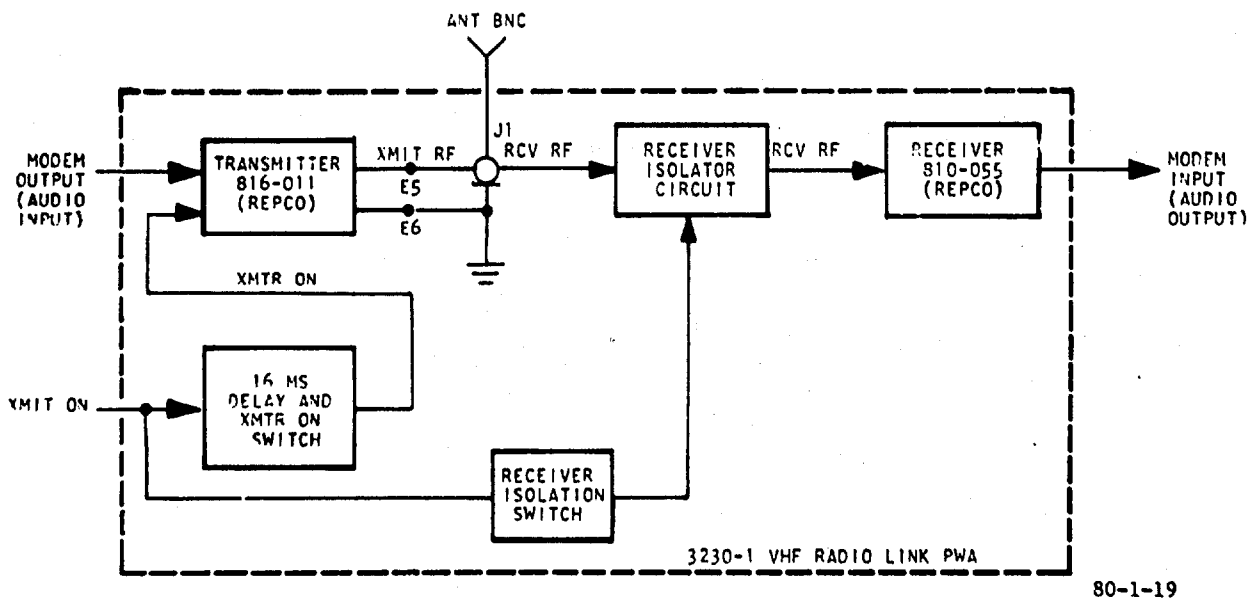 ANT BNC
J1
MODEM
OUTPUT
(AUDIO
INPUT)
TRANSMITTER
816-011
(REPCO)
XMIT RF
E5
E6
RCV RF
RECEIVER
ISOLATOR
CIRCUIT
RCV RF
RECEIVER
810-055
(REPCO)
MODEM
INPUT
(AUDIO
OUTPUT)
XMTR ON
XMIT ON
16 MS
DELAY AND
XMTR ON
SWITCH
RECEIVER
ISOLATION
SWITCH
3230-1 VHF RADIO LINK PWA
80-1-19